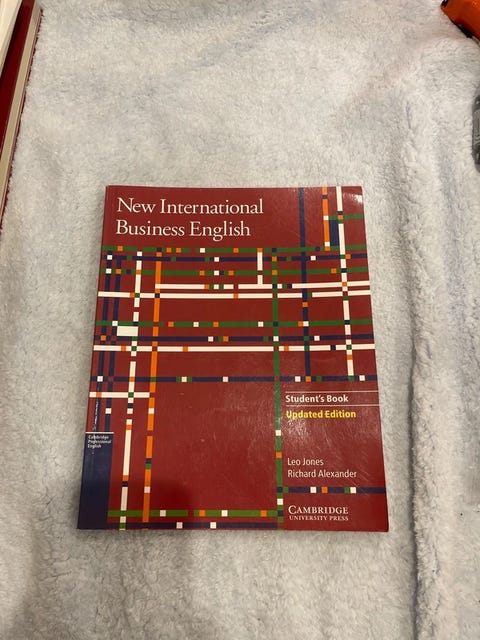 New International
Business English
Student's Book
Updated Edition
Cambridge
Professional
English
Leo Jones
Richard Alexander
CAMBRIDGE
UNIVERSITY PRESS